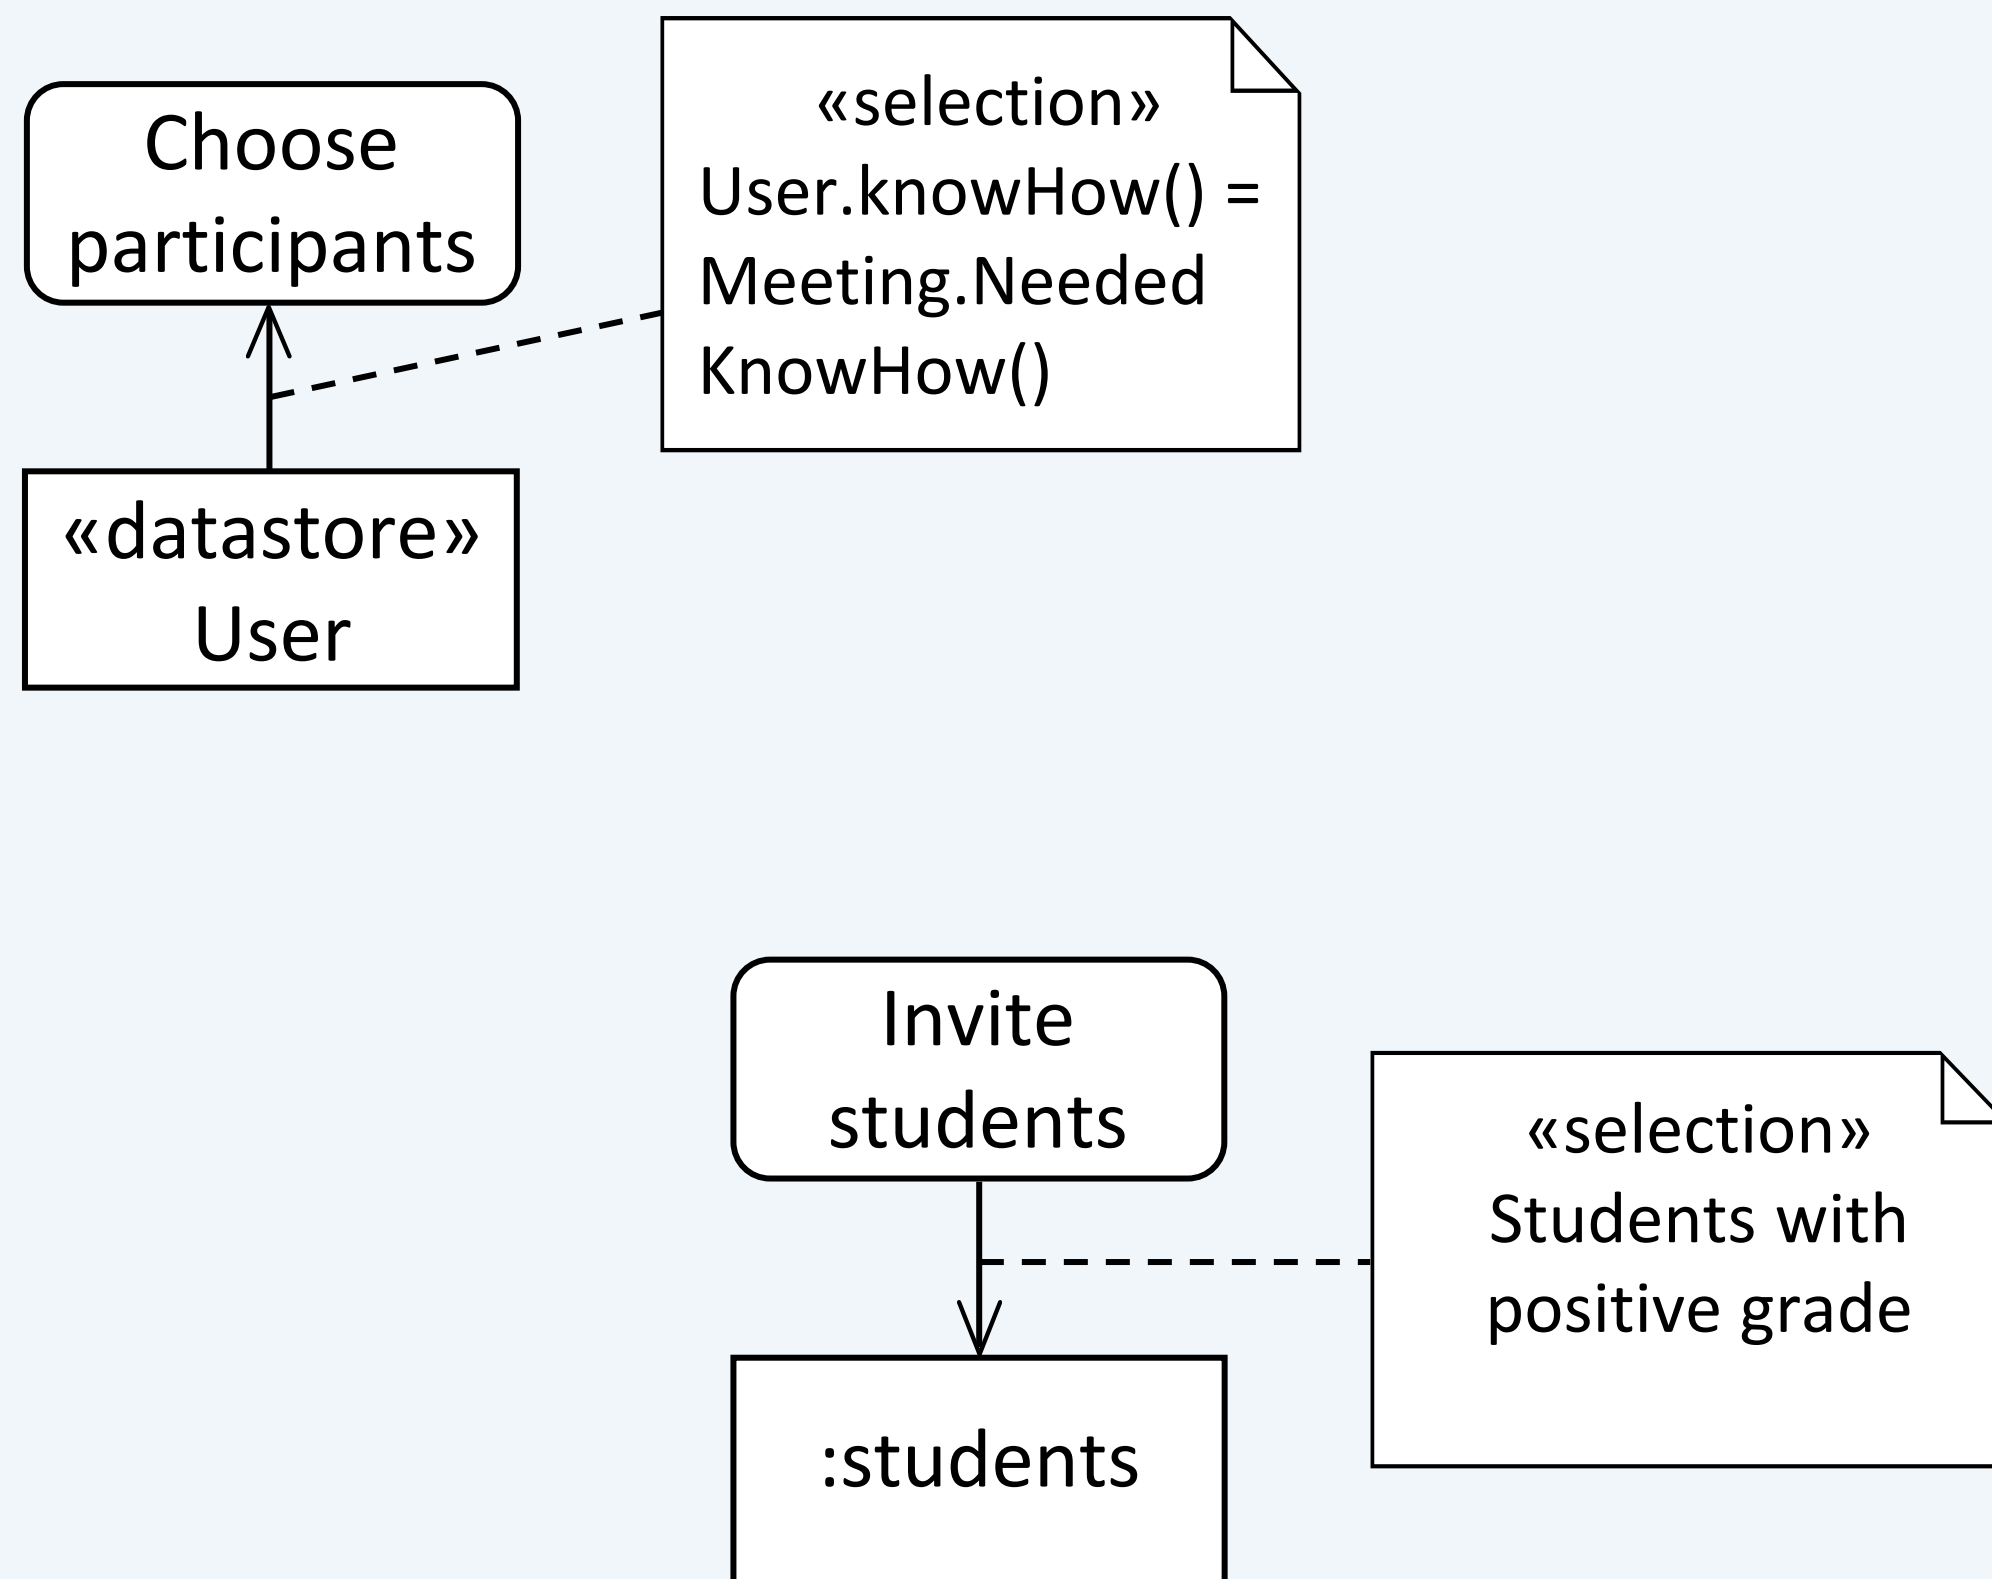 Choose
participants
«selection»
User.knowHow() =
Meeting.Needed
KnowHow()
«datastore»
User
Invite
students
«selection»
Students with
positive grade
:students